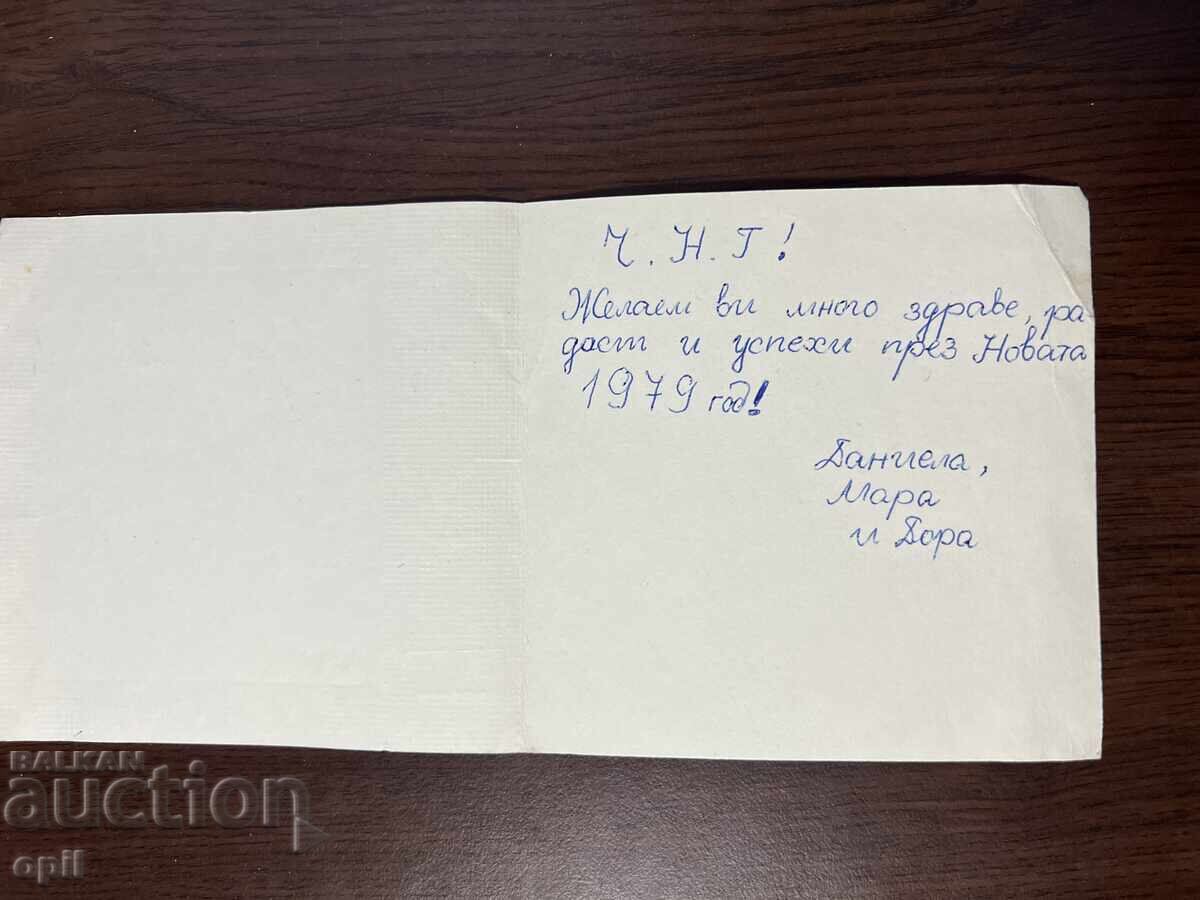 Ч. Н. Г!
Желаем ви много здраве, ра
дост и успехи през Новата
1979 год!
Даниела,
Мара
и Дора
BALKAN
auction
opil